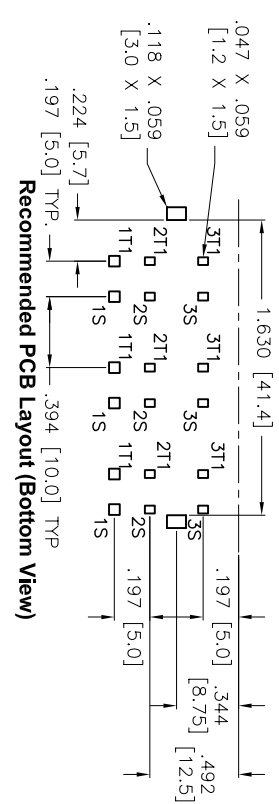 .047 X .059
[1.2 X 1.5]
.118 X .059
[3.0 X 1.5]
1.630 [41.4]
.224 [5.7]
.197 [5.0] TYP.
3T1
3T1
3T1
3S
3S
3S
2T1
2T1
2T1
2S
2S
2S
1T1
1T1
1T1
1S
1S
1S
.394 [10.0] TYP
.197
[5.0]
.197
[5.0]
.344
[8.75]
.492
[12.5]
Recommended PCB Layout (Bottom View)